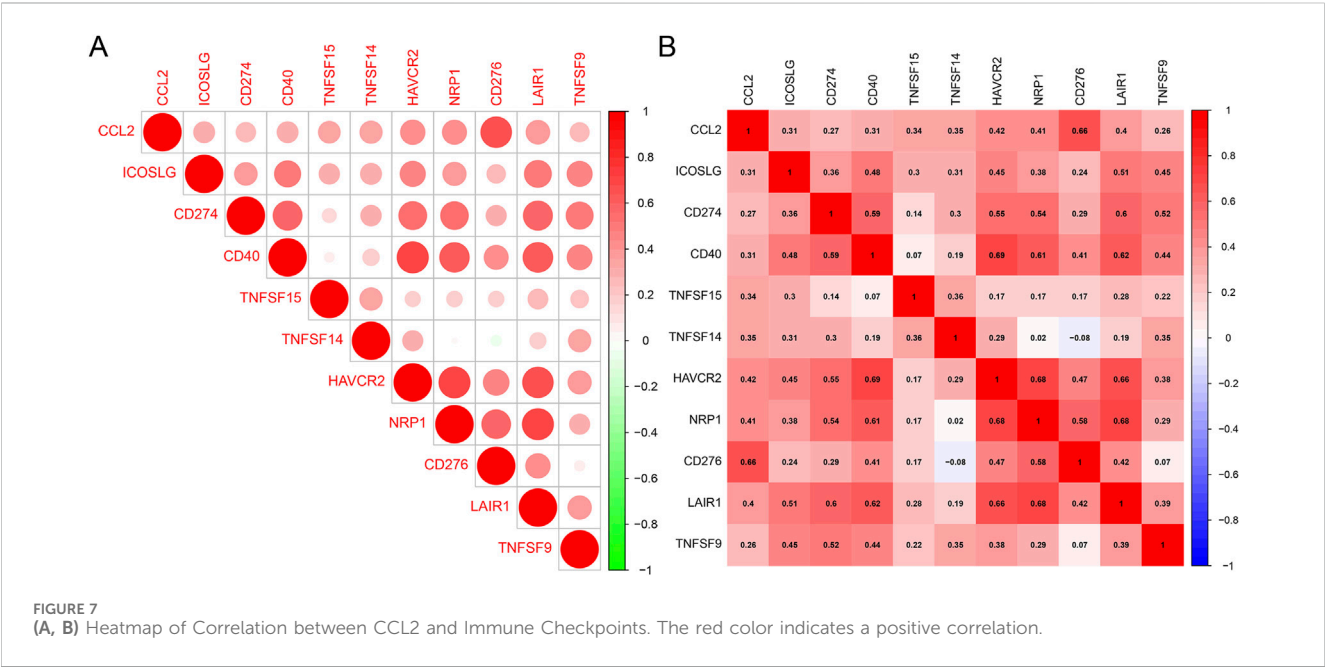 A
CCL2 ICOSLG CD274 CD40 TNFSF15 TNFSF14 HAVCR2 NRP1 CD276 LAIR1 TNFSF9
CCL2
ICOSLG
CD274
CD40
TNFSF15
TNFSF14
HAVCR2
NRP1
CD276
LAIR1
TNFSF9
1
0.8
0.6
0.4
0.2
0
−0.2
−0.4
−0.6
−0.8
−1
B
CCL2 ICOSLG CD274 CD40 TNFSF15 TNFSF14 HAVCR2 NRP1 CD276 LAIR1 TNFSF9
CCL2 1 0.31 0.27 0.31 0.34 0.35 0.42 0.41 0.66 0.4 0.26
ICOSLG 0.31 1 0.36 0.48 0.3 0.31 0.45 0.38 0.24 0.51 0.45
CD274 0.27 0.36 1 0.59 0.14 0.3 0.55 0.54 0.29 0.6 0.52
CD40 0.31 0.48 0.59 1 0.07 0.19 0.69 0.61 0.41 0.62 0.44
TNFSF15 0.34 0.3 0.14 0.07 1 0.36 0.17 0.17 0.17 0.28 0.22
TNFSF14 0.35 0.31 0.3 0.19 0.36 1 0.29 0.02 −0.08 0.19 0.35
HAVCR2 0.42 0.45 0.55 0.69 0.17 0.29 1 0.68 0.47 0.66 0.38
NRP1 0.41 0.38 0.54 0.61 0.17 0.02 0.68 1 0.58 0.68 0.29
CD276 0.66 0.24 0.29 0.41 0.17 −0.08 0.47 0.58 1 0.42 0.07
LAIR1 0.4 0.51 0.6 0.62 0.28 0.19 0.66 0.68 0.42 1 0.39
TNFSF9 0.26 0.45 0.52 0.44 0.22 0.35 0.38 0.29 0.07 0.39 1
1
0.8
0.6
0.4
0.2
0
−0.2
−0.4
−0.6
−0.8
−1
FIGURE 7
(A, B) Heatmap of Correlation between CCL2 and Immune Checkpoints. The red color indicates a positive correlation.